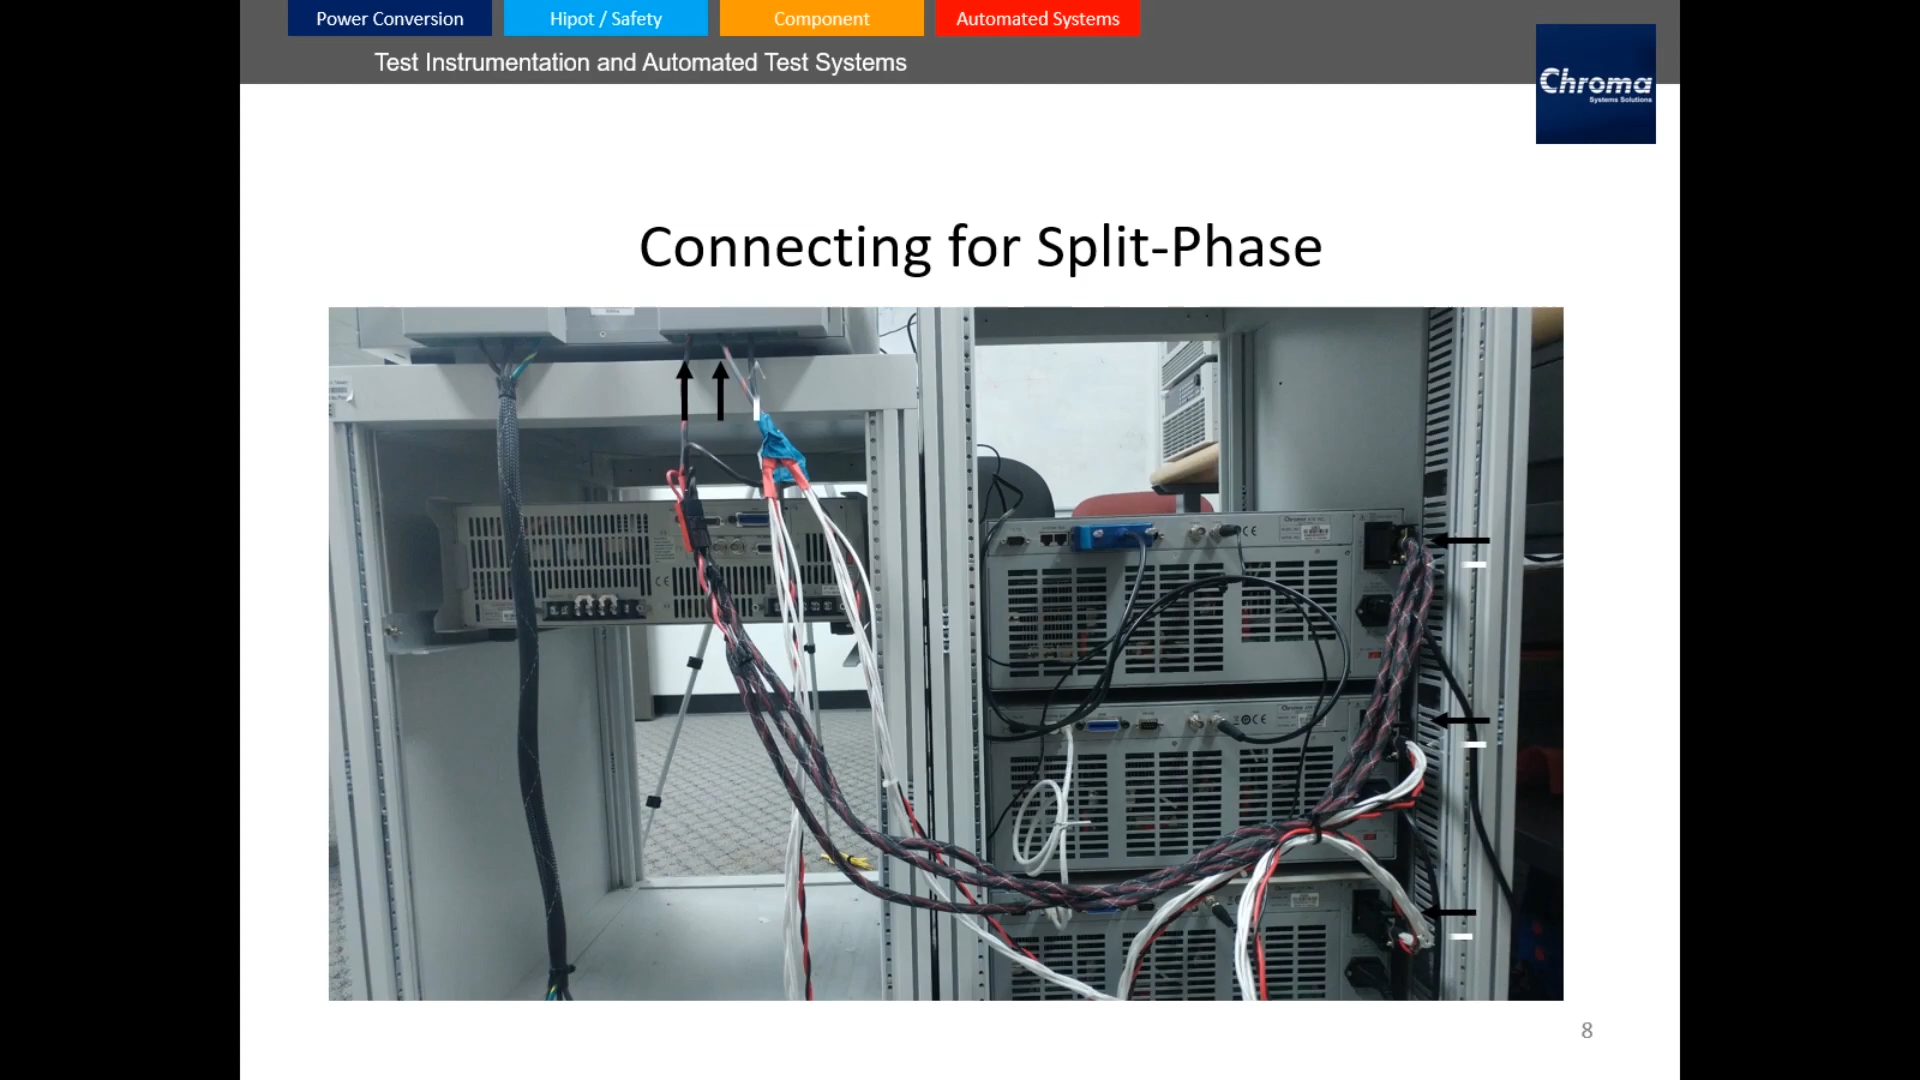 Power Conversion
Hipot / Safety
Component
Automated Systems
Test Instrumentation and Automated Test Systems
Chroma
Systems Solutions
Connecting for Split-Phase
8